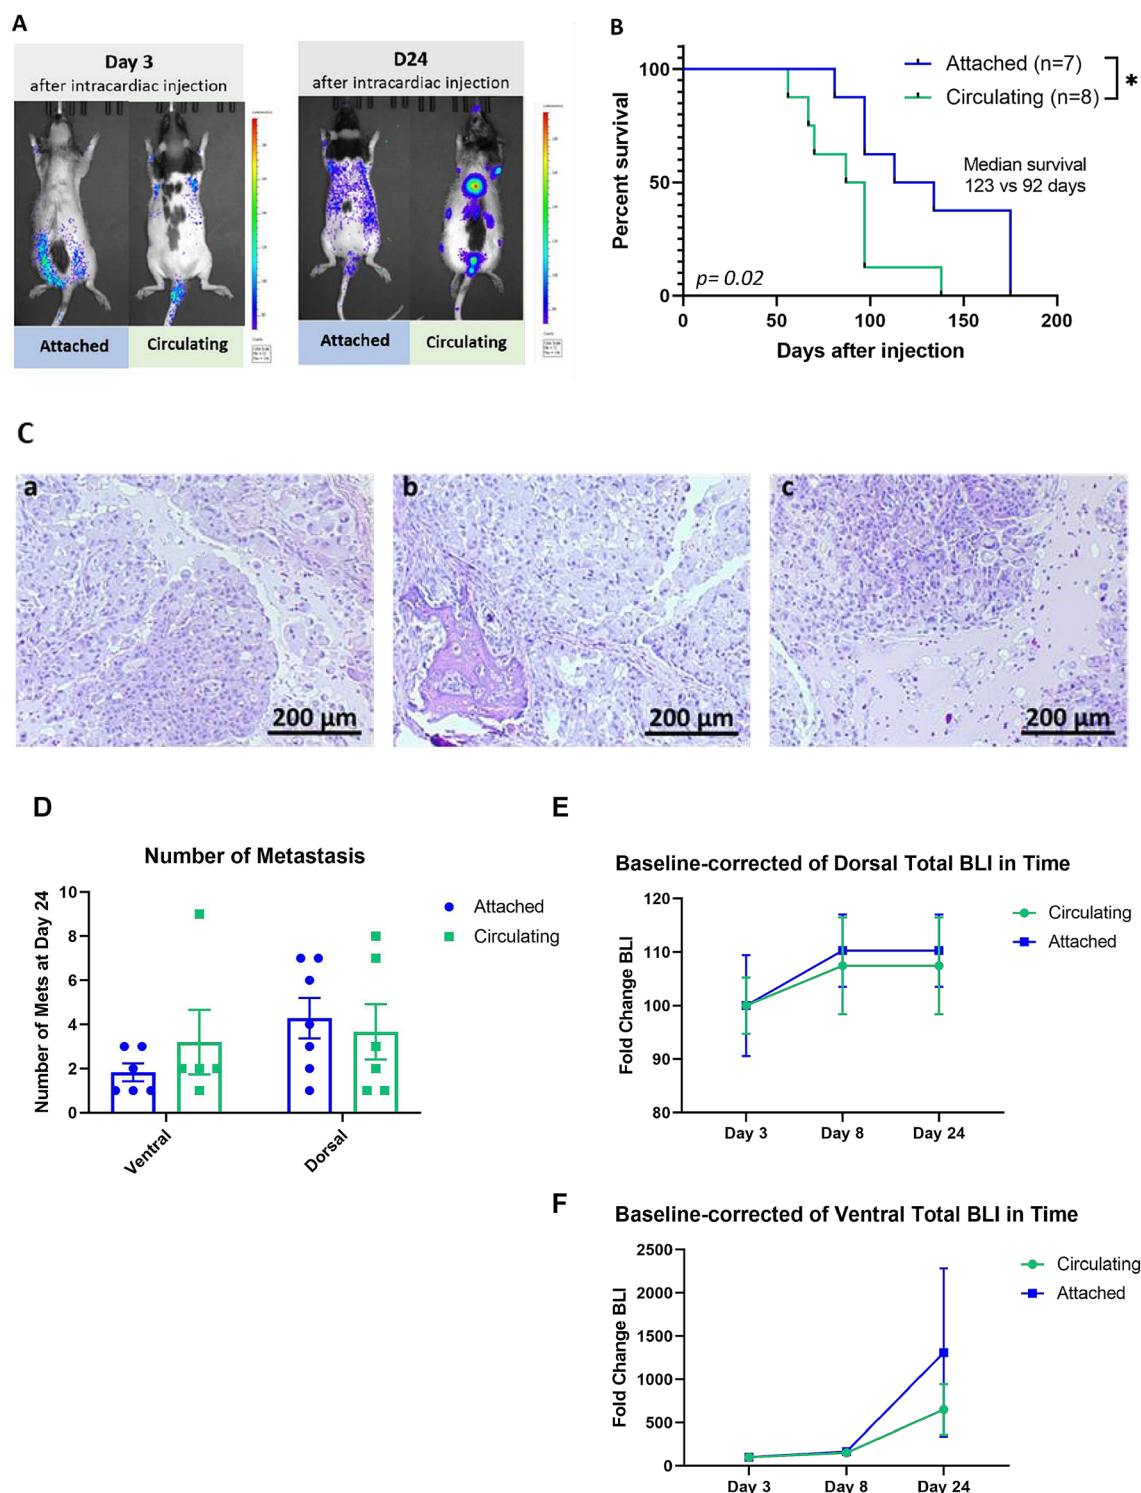 A
Day 3
after intracardiac injection
Attached
Circulating
D24
after intracardiac injection
Attached
Circulating
B
Percent survival
100
50
0
0 50 100 150 200
Days after injection
Attached (n=7)
Circulating (n=8)
*
Median survival
123 vs 92 days
p= 0.02
C
a
200 µm
b
200 µm
c
200 µm
D
Number of Metastasis
Number of Mets at Day 24
10
8
6
4
2
0
Ventral
Dorsal
Attached
Circulating
E
Baseline-corrected of Dorsal Total BLI in Time
Fold Change BLI
120
110
100
90
80
Day 3 Day 8 Day 24
Circulating
Attached
F
Baseline-corrected of Ventral Total BLI in Time
Fold Change BLI
2500
2000
1500
1000
500
0
Day 3 Day 8 Day 24
Circulating
Attached